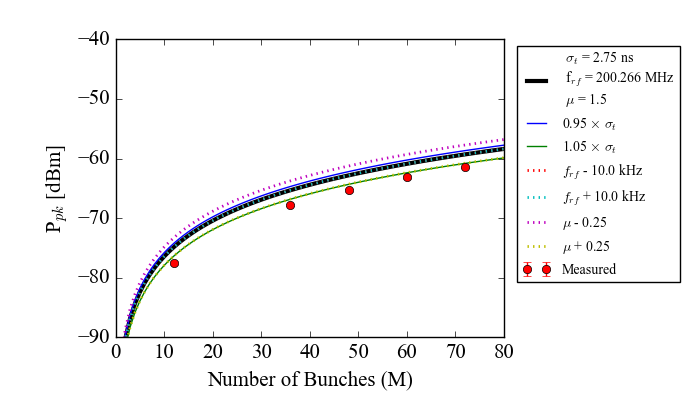 −40
−50
−60
−70
−80
−90
0
10
20
30
40
50
60
70
80
P_pk [dBm]
Number of Bunches (M)
σ_t = 2.75 ns
f_rf = 200.266 MHz
μ = 1.5
0.95 × σ_t
1.05 × σ_t
f_rf - 10.0 kHz
f_rf + 10.0 kHz
μ - 0.25
μ + 0.25
Measured